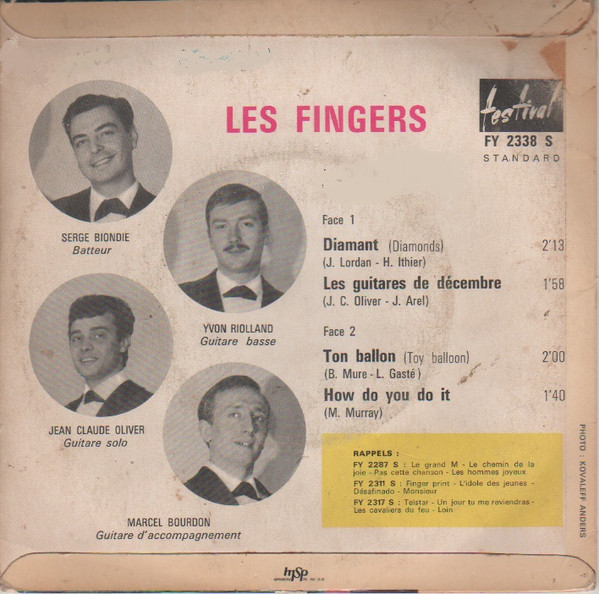 LES FINGERS
festival
FY 2338 S
STANDARD
SERGE BIONDIE
Batteur
YVON RIOLLAND
Guitare basse
JEAN CLAUDE OLIVER
Guitare solo
MARCEL BOURDON
Guitare d'accompagnement
Face 1
Diamant (Diamonds) 2'13
(J. Lordan - H. Ithier)
Les guitares de décembre 1'58
(J. C. Oliver - J. Arel)
Face 2
Ton ballon (Toy balloon) 2'00
(B. Mure - L. Gasté)
How do you do it 1'40
(M. Murray)
RAPPELS :
FY 2287 S : Le grand M - Le chemin de la
joie - Pas cette chanson - Les hommes joyeux
FY 2311 S : Finger print - L'idole des jeunes -
Désafinado - Monsieur
FY 2317 S : Telstar - Un jour tu me reviendras -
Les cavaliers du feu - Loin
PHOTO : KOVALEFF ANDERS
msp